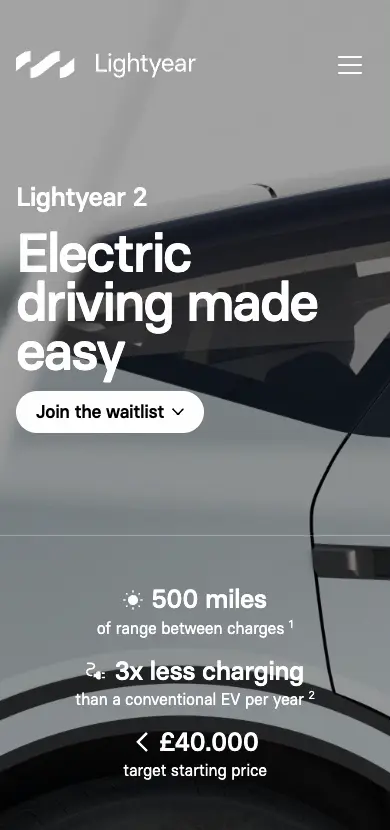 Lightyear
Lightyear 2
Electric
driving made
easy
Join the waitlist
500 miles
of range between charges ¹
3x less charging
than a conventional EV per year ²
< £40.000
target starting price